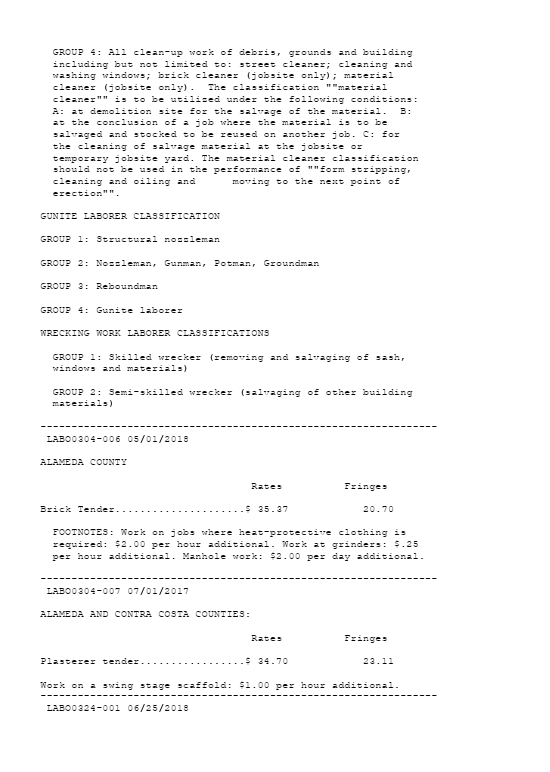 GROUP 4: All clean-up work of debris, grounds and building
including but not limited to: street cleaner; cleaning and
washing windows; brick cleaner (jobsite only); material
cleaner (jobsite only).  The classification ""material
cleaner"" is to be utilized under the following conditions:
A: at demolition site for the salvage of the material.  B:
at the conclusion of a job where the material is to be
salvaged and stocked to be reused on another job. C: for
the cleaning of salvage material at the jobsite or
temporary jobsite yard. The material cleaner classification
should not be used in the performance of ""form stripping,
cleaning and oiling and      moving to the next point of
erection"".
GUNITE LABORER CLASSIFICATION
GROUP 1: Structural nozzleman
GROUP 2: Nozzleman, Gunman, Potman, Groundman
GROUP 3: Reboundman
GROUP 4: Gunite laborer
WRECKING WORK LABORER CLASSIFICATIONS
GROUP 1: Skilled wrecker (removing and salvaging of sash,
windows and materials)
GROUP 2: Semi-skilled wrecker (salvaging of other building
materials)
----------------------------------------------------------------
LABO0304-006 05/01/2018
ALAMEDA COUNTY
Rates          Fringes
Brick Tender.....................$ 35.37            20.70
FOOTNOTES: Work on jobs where heat-protective clothing is
required: $2.00 per hour additional. Work at grinders: $.25
per hour additional. Manhole work: $2.00 per day additional.
----------------------------------------------------------------
LABO0304-007 07/01/2017
ALAMEDA AND CONTRA COSTA COUNTIES:
Rates          Fringes
Plasterer tender.................$ 34.70            23.11
Work on a swing stage scaffold: $1.00 per hour additional.
----------------------------------------------------------------
LABO0324-001 06/25/2018